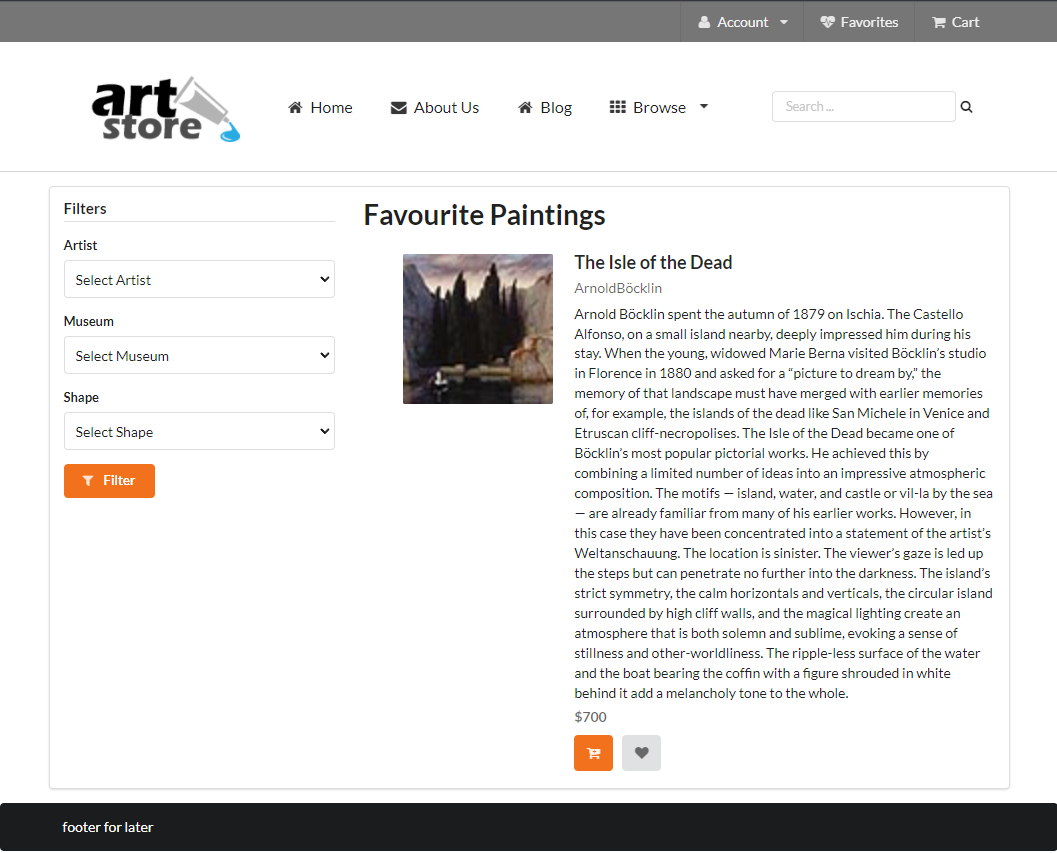 Account
Favorites
Cart
art
store
Home
About Us
Blog
Browse
Search ...
Filters
Artist
Select Artist
Museum
Select Museum
Shape
Select Shape
Filter
Favourite Paintings
The Isle of the Dead
ArnoldBöcklin
Arnold Böcklin spent the autumn of 1879 on Ischia. The Castello
Alfonso, on a small island nearby, deeply impressed him during his
stay. When the young, widowed Marie Berna visited Böcklin's studio
in Florence in 1880 and asked for a “picture to dream by,” the
memory of that landscape must have merged with earlier memories
of, for example, the islands of the dead like San Michele in Venice and
Etruscan cliff-necropolises. The Isle of the Dead became one of
Böcklin's most popular pictorial works. He achieved this by
combining a limited number of ideas into an impressive atmospheric
composition. The motifs — island, water, and castle or vil-la by the sea
— are already familiar from many of his earlier works. However, in
this case they have been concentrated into a statement of the artist's
Weltanschauung. The location is sinister. The viewer's gaze is led up
the steps but can penetrate no further into the darkness. The island's
strict symmetry, the calm horizontals and verticals, the circular island
surrounded by high cliff walls, and the magical lighting create an
atmosphere that is both solemn and sublime, evoking a sense of
stillness and other-worldliness. The ripple-less surface of the water
and the boat bearing the coffin with a figure shrouded in white
behind it add a melancholy tone to the whole.
$700
footer for later